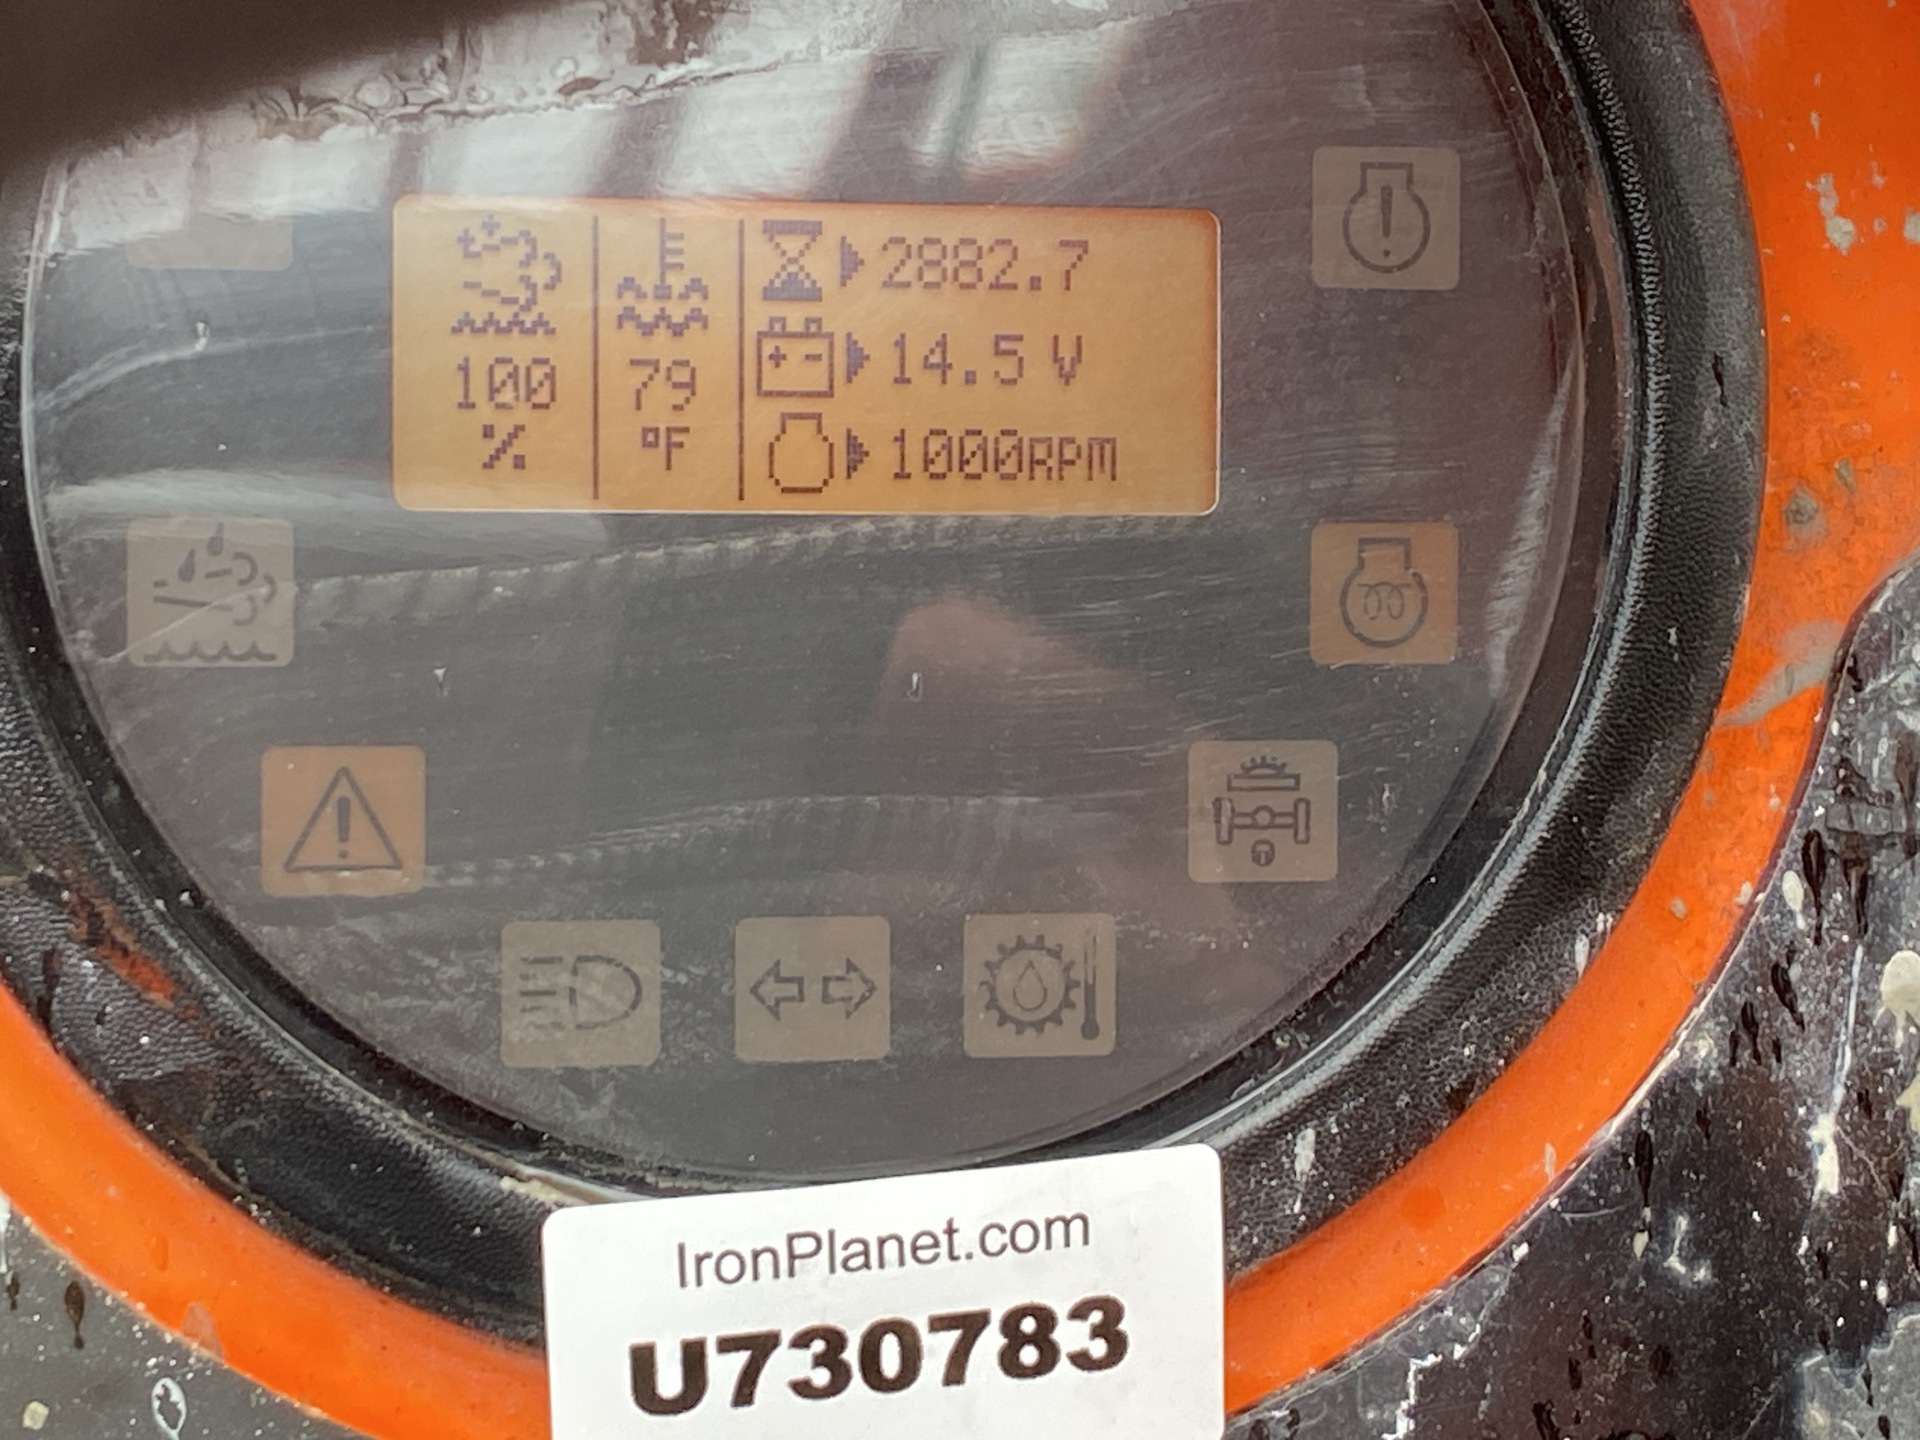 2882.7
14.5 V
100 79
% °F
1000RPM
IronPlanet.com
U730783